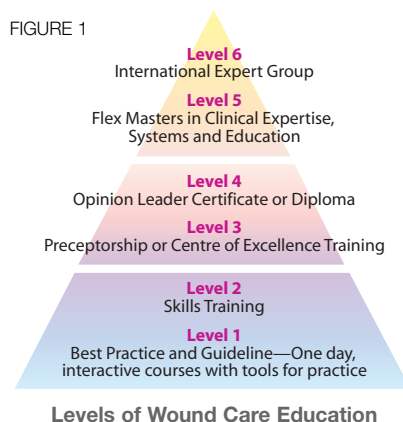 FIGURE 1
Level 6
International Expert Group
Level 5
Flex Masters in Clinical Expertise,
Systems and Education
Level 4
Opinion Leader Certificate or Diploma
Level 3
Preceptorship or Centre of Excellence Training
Level 2
Skills Training
Level 1
Best Practice and Guideline—One day,
interactive courses with tools for practice
Levels of Wound Care Education